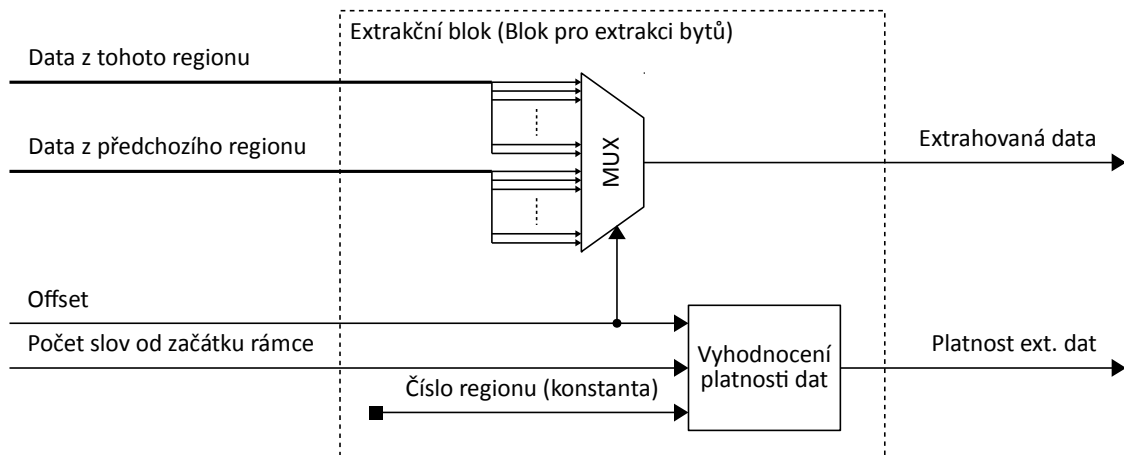 Extrakční blok (Blok pro extrakci bytů)
Data z tohoto regionu
Data z předchozího regionu
MUX
Extrahovaná data
Offset
Počet slov od začátku rámce
Číslo regionu (konstanta)
Vyhodnocení
platnosti dat
Platnost ext. dat